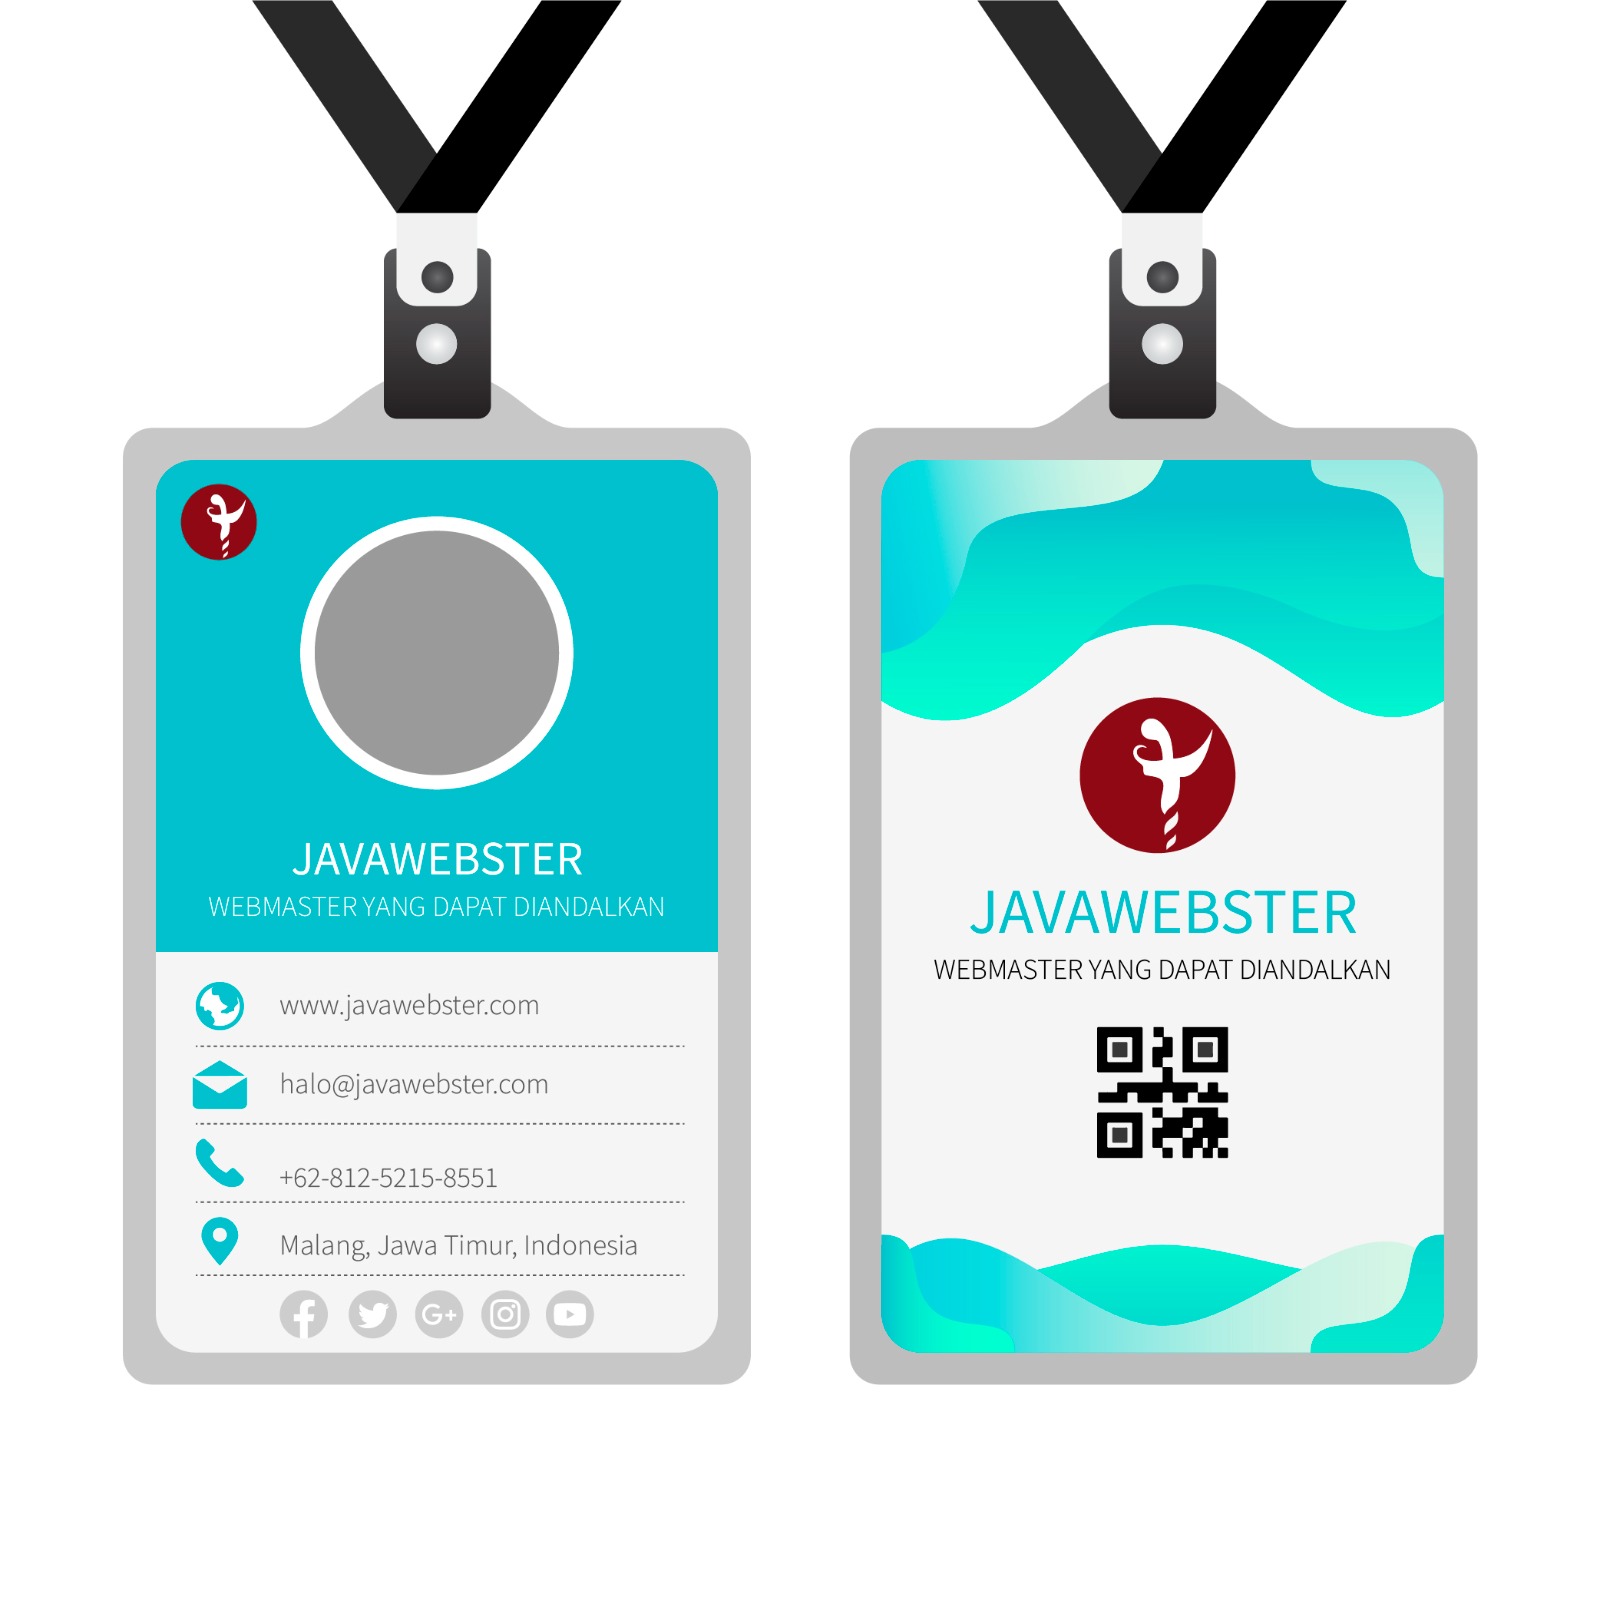 JAVAWEBSTER
WEBMASTER YANG DAPAT DIANDALKAN
www.javawebster.com
halo@javawebster.com
+62-812-5215-8551
Malang, Jawa Timur, Indonesia
G+
JAVAWEBSTER
WEBMASTER YANG DAPAT DIANDALKAN